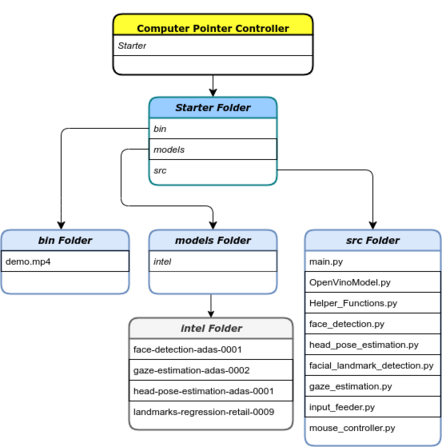 Computer Pointer Controller
Starter
Starter Folder
bin
models
src
bin Folder
demo.mp4
models Folder
intel
src Folder
main.py
OpenVinoModel.py
Helper_Functions.py
face_detection.py
head_pose_estimation.py
facial_landmark_detection.py
gaze_estimation.py
input_feeder.py
mouse_controller.py
intel Folder
face-detection-adas-0001
gaze-estimation-adas-0002
head-pose-estimation-adas-0001
landmarks-regression-retail-0009